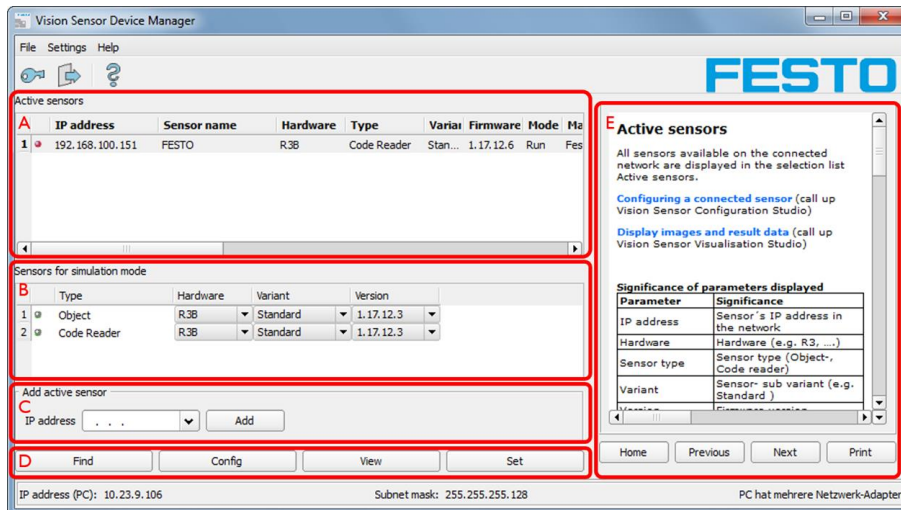 FESTO
Vision Sensor Device Manager
File Settings Help
FESTO
Active sensors
A IP address Sensor name Hardware Type Varia Firmware Mode Ma
1 192.168.100.151 FESTO R3B Code Reader Stan... 1.17.12.6 Run Fes
Sensors for simulation mode
B Type Hardware Variant Version
1 Object R3B Standard 1.17.12.3
2 Code Reader R3B Standard 1.17.12.3
Add active sensor
C
IP address . . . Add
D Find Config View Set
E Active sensors
All sensors available on the connected
network are displayed in the selection list
Active sensors.
Configuring a connected sensor (call up
Vision Sensor Configuration Studio)
Display images and result data (call up
Vision Sensor Visualisation Studio)
Significance of parameters displayed
Parameter Significance
IP address Sensor´s IP address in
the network
Hardware Hardware (e.g. R3, ....)
Sensor type Sensor type (Object-,
Code reader)
Variant Sensor- sub variant (e.g.
Standard )
Version Firmware version
Home Previous Next Print
IP address (PC): 10.23.9.106 Subnet mask: 255.255.255.128 PC hat mehrere Netzwerk-Adapter